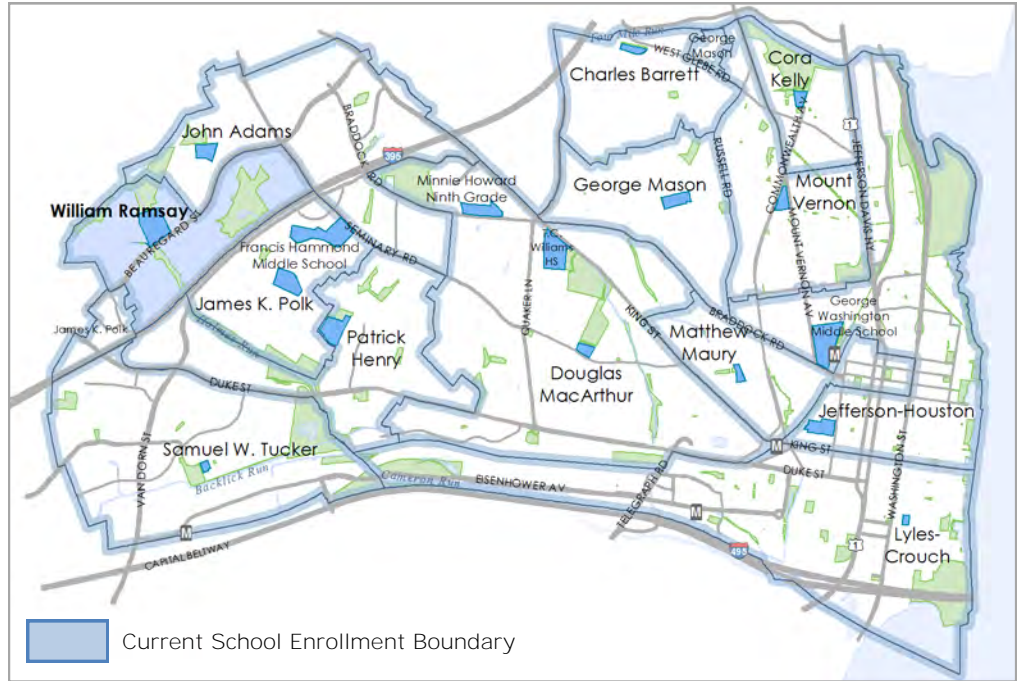 Four Mile Run
George
Mason
WEST GLEBE RD
Charles Barrett
Cora
Kelly
COMMONWEALTH AV
1
JEFFERSON DAVIS HY
John Adams
BRADDOCK RD
395
Minnie Howard
Ninth Grade
George Mason
RUSSELL RD
Mount
Vernon
MOUNT VERNON AV
William Ramsay
BEAUREGARD ST
Francis Hammond
Middle School
SEMINARY RD
T.C.
Williams
HS
QUAKER LN
KING ST
James K. Polk
James K. Polk
Holmes Run
Patrick
Henry
Matthew
Maury
BRADDOCK RD
George
Washington
Middle School
M
DUKE ST
Douglas
MacArthur
Jefferson-Houston
M
KING ST
Samuel W. Tucker
VAN DORN ST
Backlick Run
Cameron Run
EISENHOWER AV
TELEGRAPH RD
DUKE ST
WASHINGTON ST
M
M
Lyles-
Crouch
1
495
CAPITAL BELTWAY
Current School Enrollment Boundary